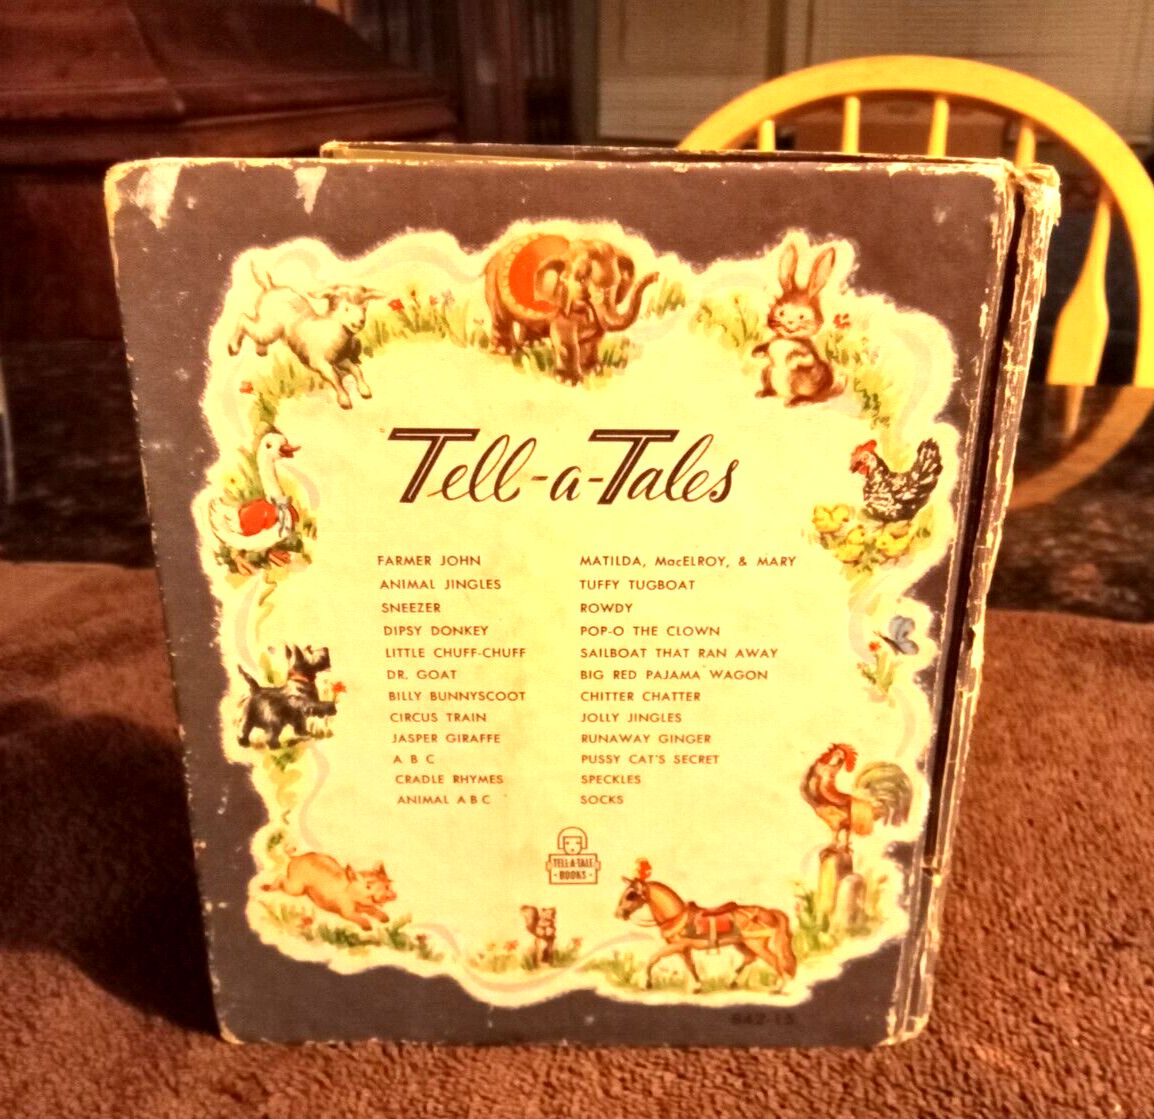 Tell-a-Tales
FARMER JOHN
ANIMAL JINGLES
SNEEZER
DIPSY DONKEY
LITTLE CHUFF-CHUFF
DR. GOAT
BILLY BUNNYSCOOT
CIRCUS TRAIN
JASPER GIRAFFE
A B C
CRADLE RHYMES
ANIMAL A B C
MATILDA, MacELROY, & MARY
TUFFY TUGBOAT
ROWDY
POP-O THE CLOWN
SAILBOAT THAT RAN AWAY
BIG RED PAJAMA WAGON
CHITTER CHATTER
JOLLY JINGLES
RUNAWAY GINGER
PUSSY CAT'S SECRET
SPECKLES
SOCKS
TELL-A-TALE
· BOOKS ·
842-15